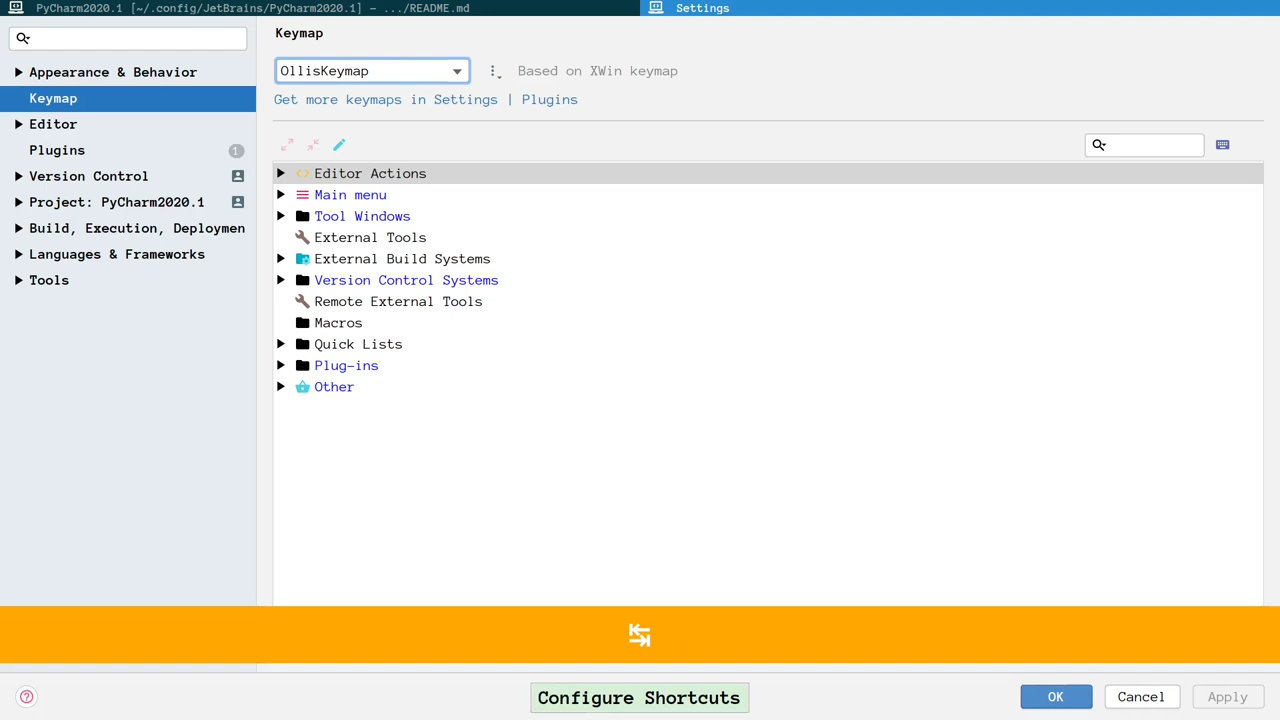 PyCharm2020.1 [~/.config/JetBrains/PyCharm2020.1] – .../README.md
Settings
Keymap
OllisKeymap
Based on XWin keymap
Get more keymaps in Settings | Plugins
Appearance & Behavior
Keymap
Editor
Plugins
1
Version Control
Project: PyCharm2020.1
Build, Execution, Deploymen
Languages & Frameworks
Tools
Editor Actions
Main menu
Tool Windows
External Tools
External Build Systems
Version Control Systems
Remote External Tools
Macros
Quick Lists
Plug-ins
Other
?
Configure Shortcuts
OK
Cancel
Apply